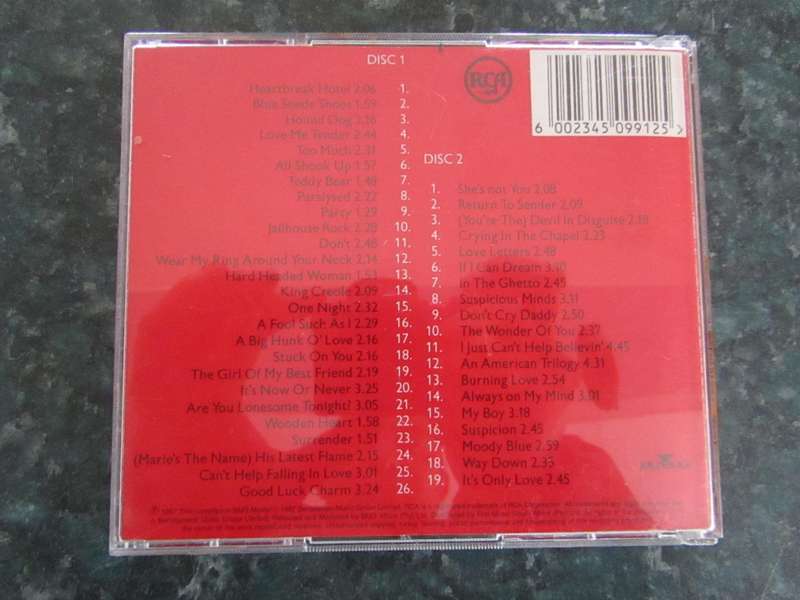 DISC 1
Heartbreak Hotel 2.06 1.
Blue Suede Shoes 1.59 2.
Hound Dog 2.16 3.
Love Me Tender 2.44 4.
Too Much 2.31 5.
All Shook Up 1.57 6.
Teddy Bear 1.48 7.
Paralysed 2.22 8.
Party 1.29 9.
Jailhouse Rock 2.28 10.
Don't 2.48 11.
Wear My Ring Around Your Neck 2.14 12.
Hard Headed Woman 1.53 13.
King Creole 2.09 14.
One Night 2.32 15.
A Fool Such As I 2.29 16.
A Big Hunk O' Love 2.16 17.
Stuck On You 2.16 18.
The Girl Of My Best Friend 2.19 19.
It's Now Or Never 3.25 20.
Are You Lonesome Tonight? 3.05 21.
Wooden Heart 1.58 22.
Surrender 1.51 23.
(Marie's The Name) His Latest Flame 2.15 24.
Can't Help Falling In Love 3.01 25.
Good Luck Charm 3.24 26.
RCA
6 002345 099125 >
DISC 2
1. She's not You 2.08
2. Return To Sender 2.09
3. (You're The) Devil In Disguise 2.18
4. Crying In The Chapel 2.23
5. Love Letters 2.48
6. If I Can Dream 3.10
7. In The Ghetto 2.45
8. Suspicious Minds 3.31
9. Don't Cry Daddy 2.50
10. The Wonder Of You 2.37
11. I Just Can't Help Believin' 4.45
12. An American Trilogy 4.31
13. Burning Love 2.54
14. Always on My Mind 3.01
15. My Boy 3.18
16. Suspicion 2.45
17. Moody Blue 2.59
18. Way Down 2.33
19. It's Only Love 2.45